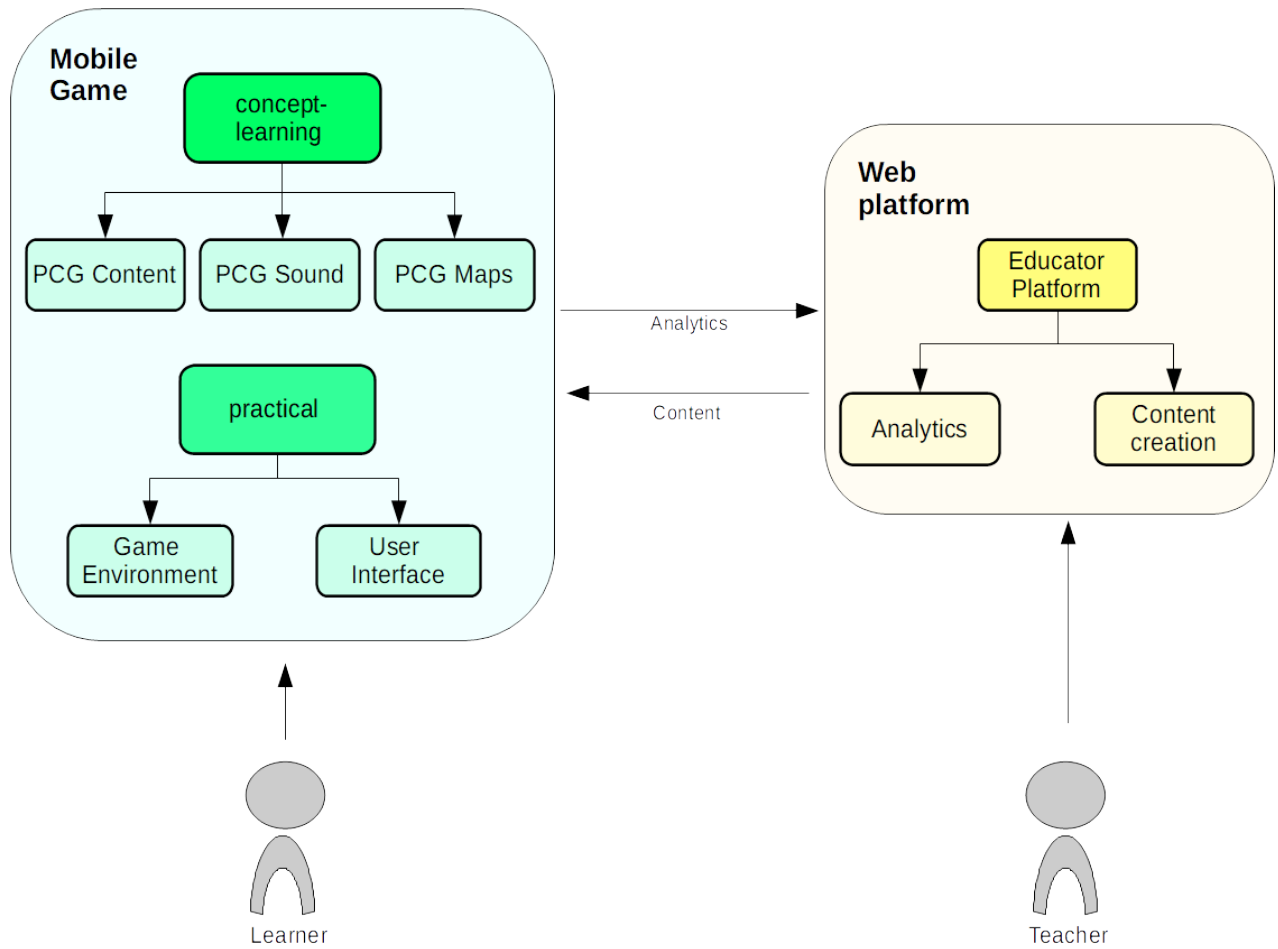 Mobile
Game
concept-
learning
PCG Content
PCG Sound
PCG Maps
practical
Game
Environment
User
Interface
Analytics
Content
Web
platform
Educator
Platform
Analytics
Content
creation
Learner
Teacher